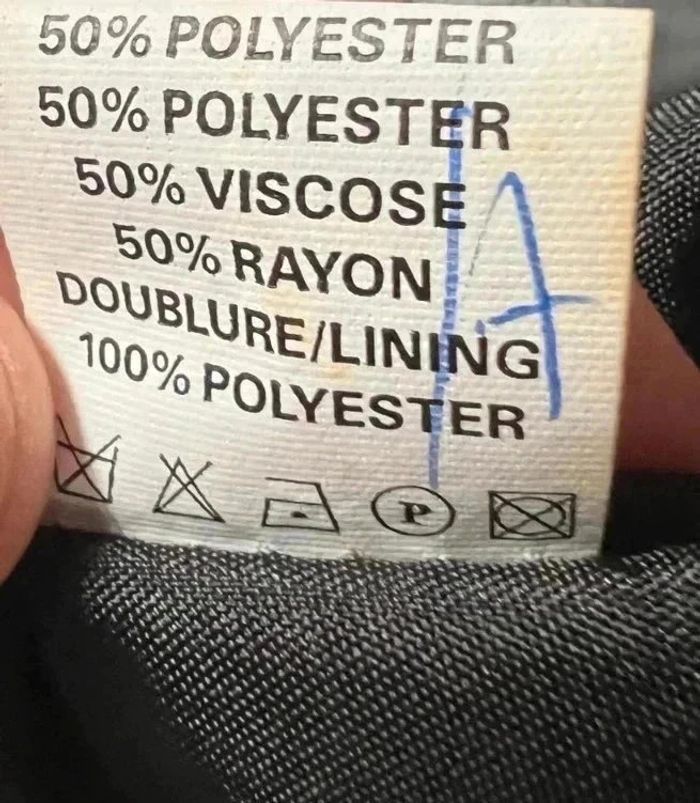 50% POLYESTER
50% POLYESTER
50% VISCOSE
50% RAYON
DOUBLURE/LINING
100% POLYESTER
P